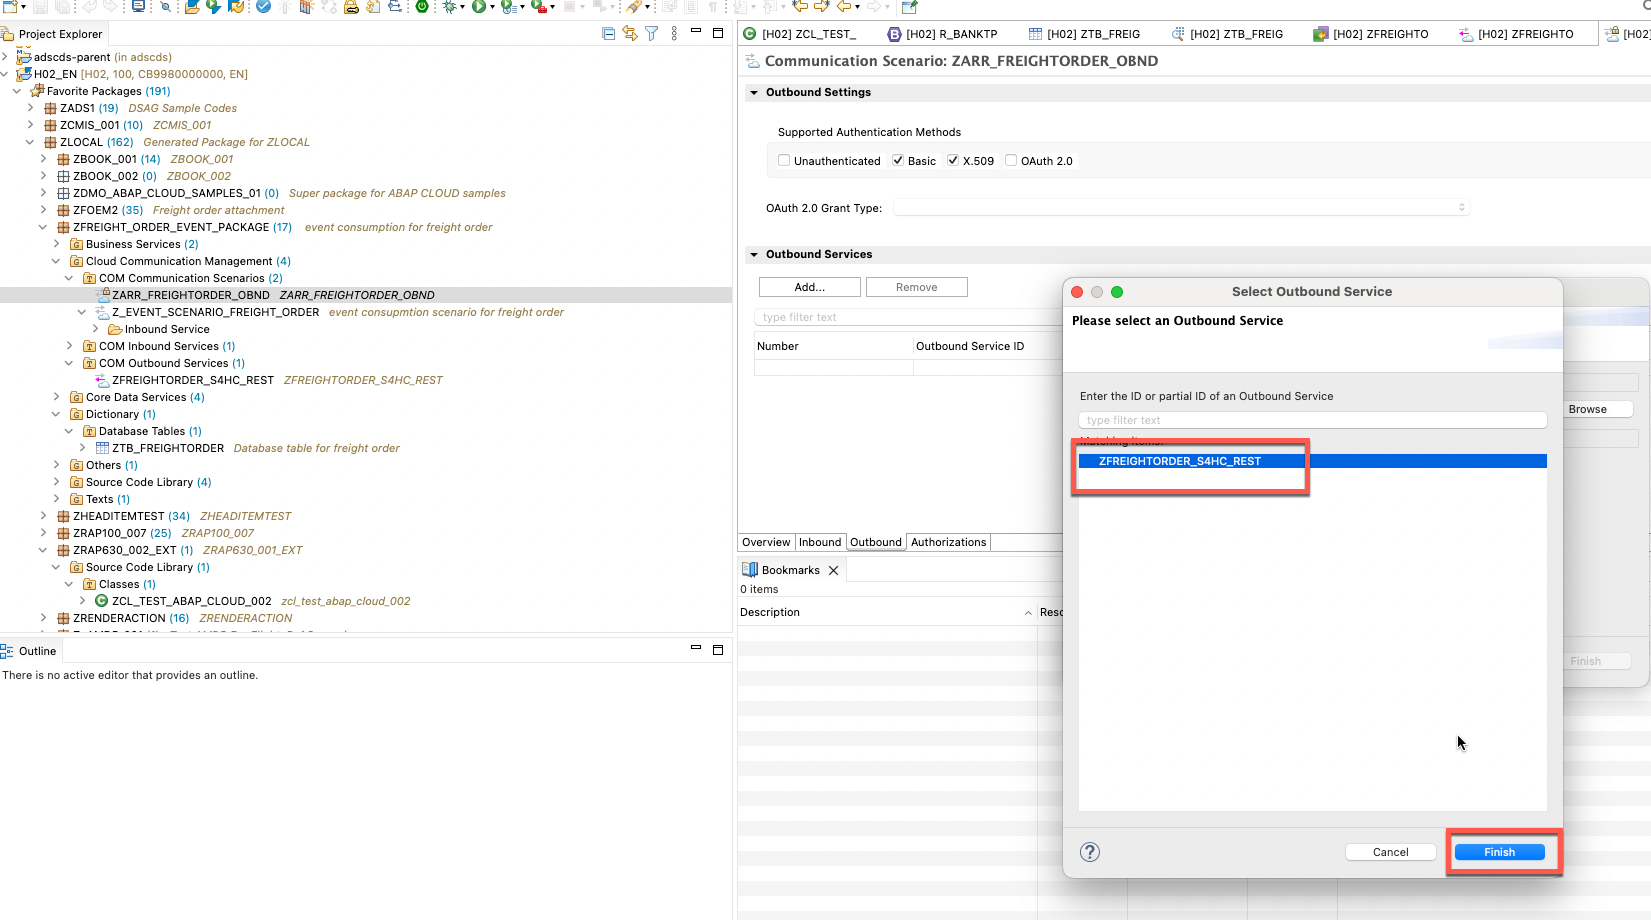 Project Explorer
adscds-parent (in adscds)
H02_EN [H02, 100, CB9980000000, EN]
Favorite Packages (191)
ZADS1 (19) DSAG Sample Codes
ZCMIS_001 (10) ZCMIS_001
ZLOCAL (162) Generated Package for ZLOCAL
ZBOOK_001 (14) ZBOOK_001
ZBOOK_002 (0) ZBOOK_002
ZDMO_ABAP_CLOUD_SAMPLES_01 (0) Super package for ABAP CLOUD samples
ZFOEM2 (35) Freight order attachment
ZFREIGHT_ORDER_EVENT_PACKAGE (17) event consumption for freight order
Business Services (2)
Cloud Communication Management (4)
COM Communication Scenarios (2)
ZARR_FREIGHTORDER_OBND ZARR_FREIGHTORDER_OBND
Z_EVENT_SCENARIO_FREIGHT_ORDER event consupmtion scenario for freight order
Inbound Service
COM Inbound Services (1)
COM Outbound Services (1)
ZFREIGHTORDER_S4HC_REST ZFREIGHTORDER_S4HC_REST
Core Data Services (4)
Dictionary (1)
Database Tables (1)
ZTB_FREIGHTORDER Database table for freight order
Others (1)
Source Code Library (4)
Texts (1)
ZHEADITEMTEST (34) ZHEADITEMTEST
ZRAP100_007 (25) ZRAP100_007
ZRAP630_002_EXT (1) ZRAP630_001_EXT
Source Code Library (1)
Classes (1)
ZCL_TEST_ABAP_CLOUD_002 zcl_test_abap_cloud_002
ZRENDERACTION (16) ZRENDERACTION
Outline
There is no active editor that provides an outline.
[H02] ZCL_TEST_
[H02] R_BANKTP
[H02] ZTB_FREIG
[H02] ZTB_FREIG
[H02] ZFREIGHTO
[H02] ZFREIGHTO
[H02]
Communication Scenario: ZARR_FREIGHTORDER_OBND
Outbound Settings
Supported Authentication Methods
Unauthenticated Basic X.509 OAuth 2.0
OAuth 2.0 Grant Type:
Outbound Services
Add... Remove
type filter text
Number Outbound Service ID
Overview Inbound Outbound Authorizations
Bookmarks
0 items
Description Reso
Select Outbound Service
Please select an Outbound Service
Enter the ID or partial ID of an Outbound Service
type filter text
Matching items:
ZFREIGHTORDER_S4HC_REST
? Cancel Finish
Browse
Finish